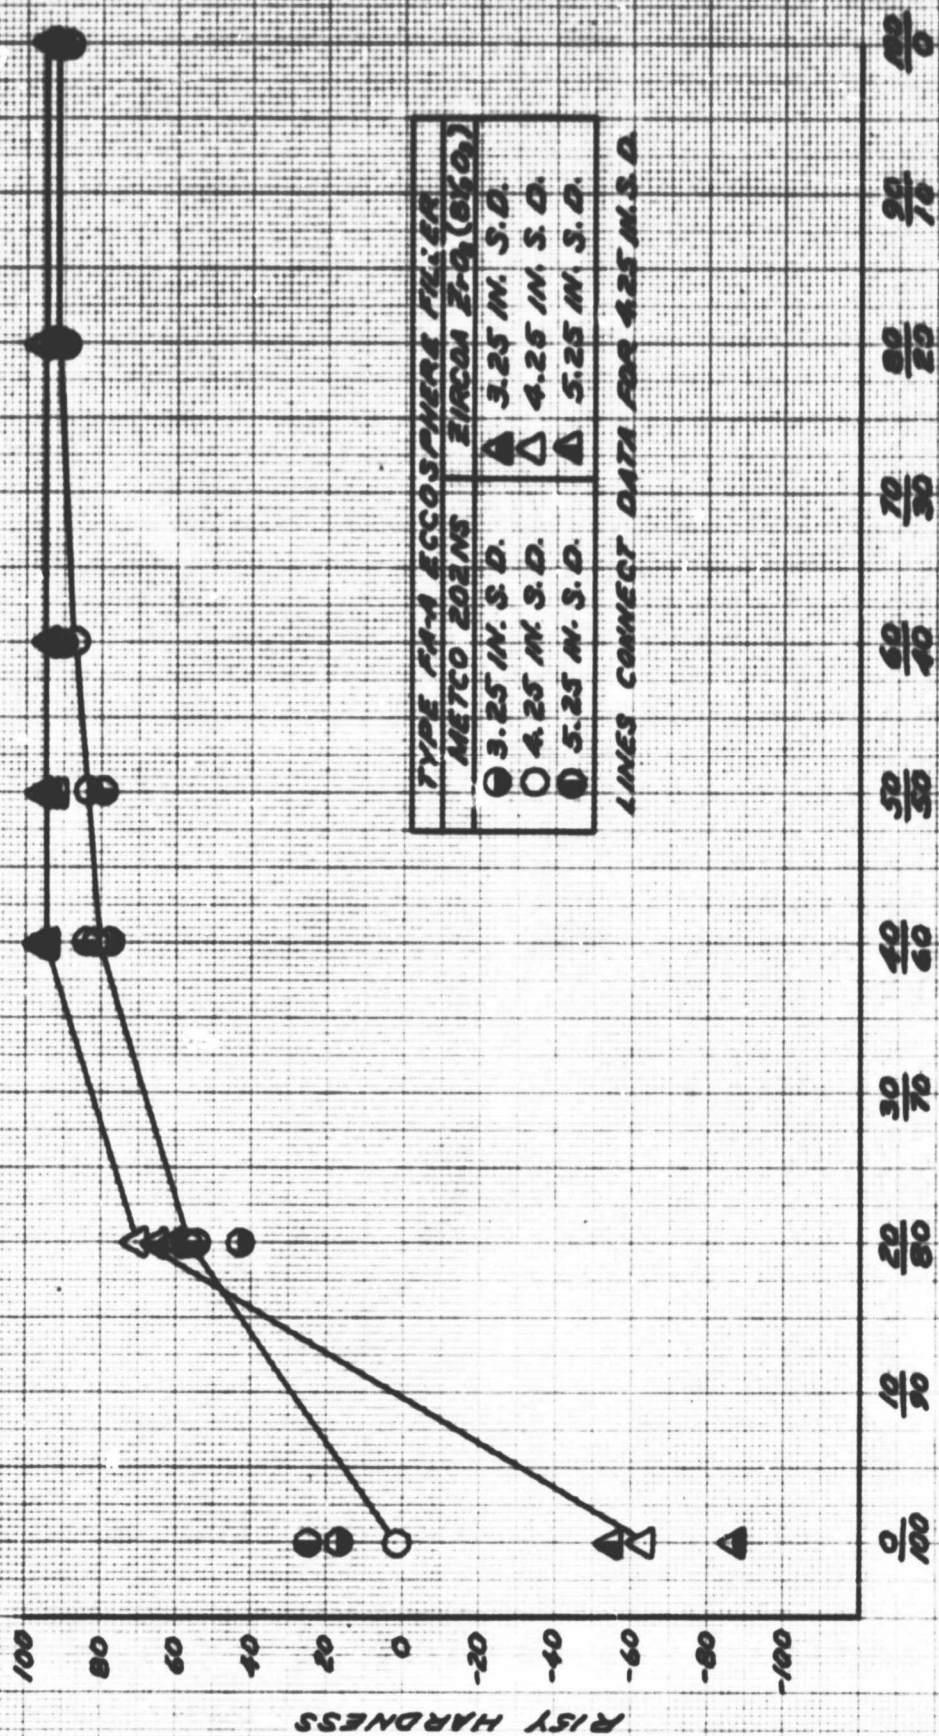 RISY HARDNESS
100
80
60
40
20
0
-20
-40
-60
-80
-100
TYPE FA-A ECCOSPHERE FILLER
METCO 202NS ZIRCOA ZrO2(8Y2O3)
3.25 IN. S.D. 3.25 IN. S.D.
4.25 IN. S.D. 4.25 IN. S.D.
5.25 IN. S.D. 5.25 IN. S.D.
LINES CONNECT DATA FOR 4.25 IN. S.D.
0 10 20 30 40 50 60 70 80 90 100
100 90 80 70 60 50 40 30 20 10 0